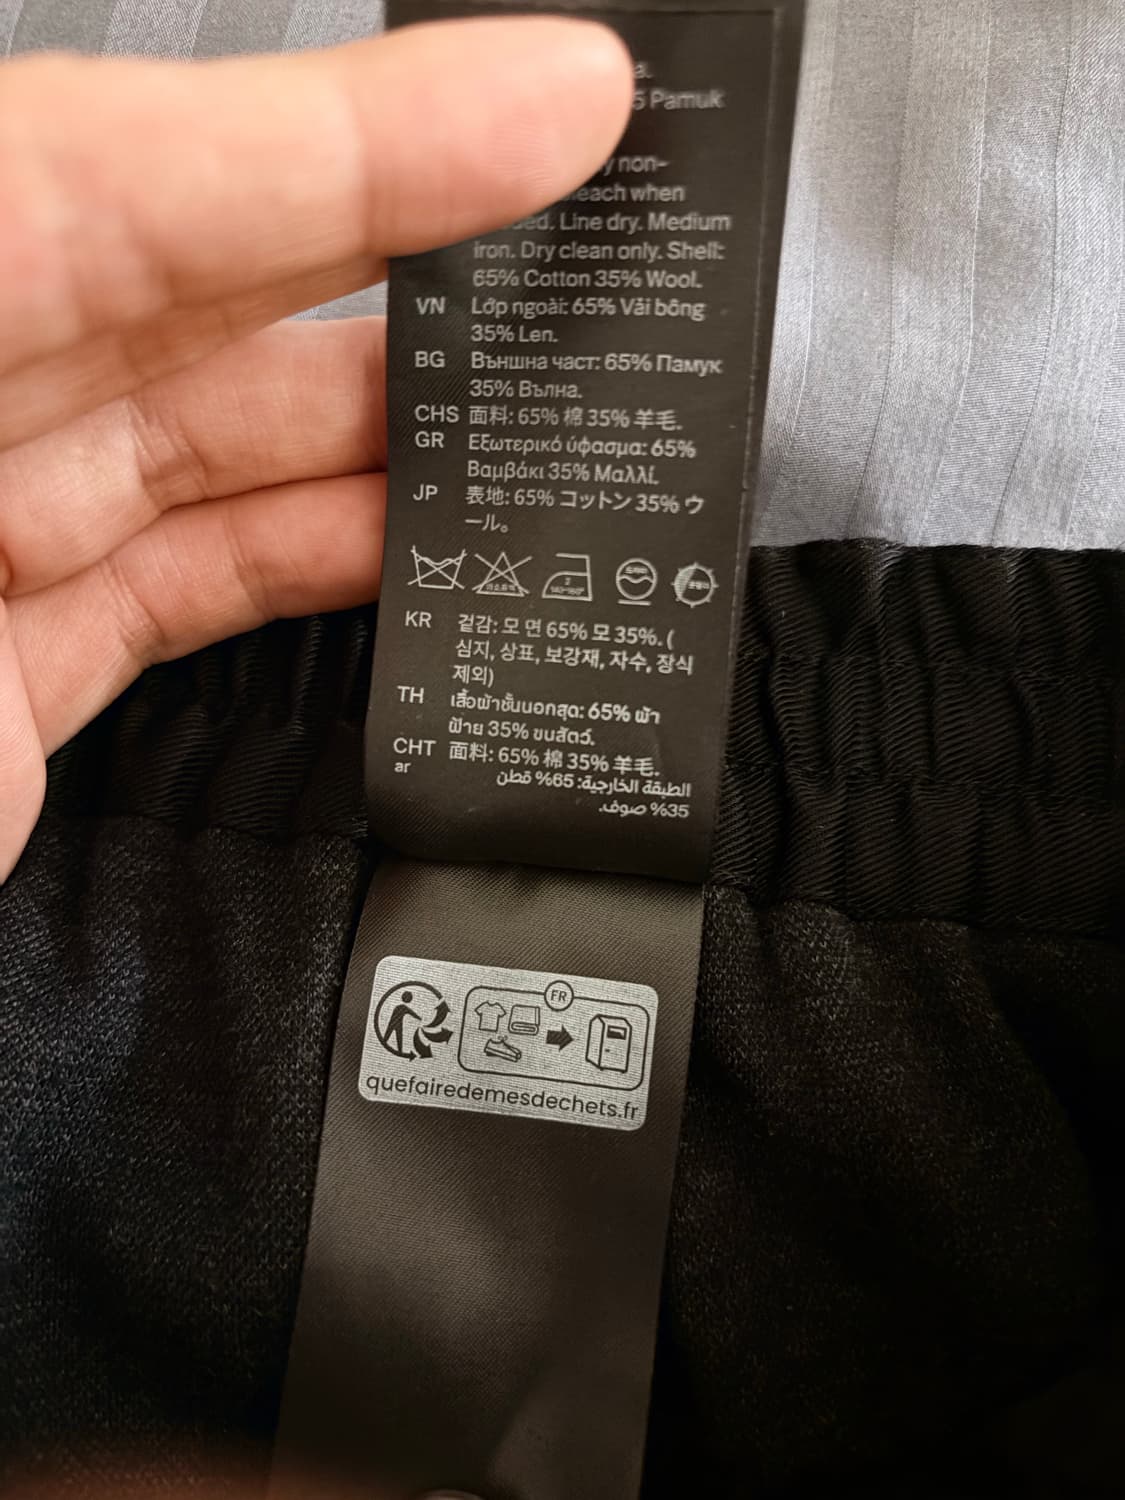 Pamuk
non-
when
Line dry. Medium
iron. Dry clean only. Shell:
65% Cotton 35% Wool.
VN Lớp ngoài: 65% Vải bông
35% Len.
BG Външна част: 65% Памук
35% Вълна.
CHS 面料: 65% 棉 35% 羊毛.
GR Εξωτερικό ύφασμα: 65%
Βαμβάκι 35% Μαλλί.
JP 表地: 65% コットン 35% ウ
ール。
KR 겉감: 모 면 65% 모 35%. (
심지, 상표, 보강재, 자수, 장식
제외)
TH เสื้อผ้าชั้นนอกสุด: 65% ผ้า
ฝ้าย 35% ขนสัตว์.
CHT 面料: 65% 棉 35% 羊毛.
ar الطبقة الخارجية: 65% قطن
35% صوف.
FR
quefairedemesdechets.fr